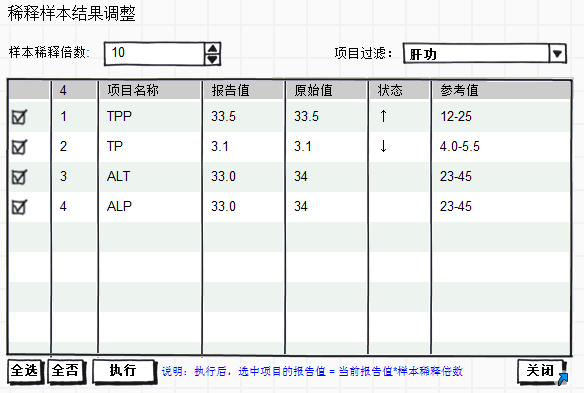 稀释样本结果调整
样本稀释倍数: 10 项目过滤: 肝功
4 项目名称 报告值 原始值 状态 参考值
1 TPP 33.5 33.5 ↑ 12-25
2 TP 3.1 3.1 ↓ 4.0-5.5
3 ALT 33.0 34 23-45
4 ALP 33.0 34 23-45
全选 全否 执行 说明: 执行后, 选中项目的报告值 = 当前报告值*样本稀释倍数 关闭